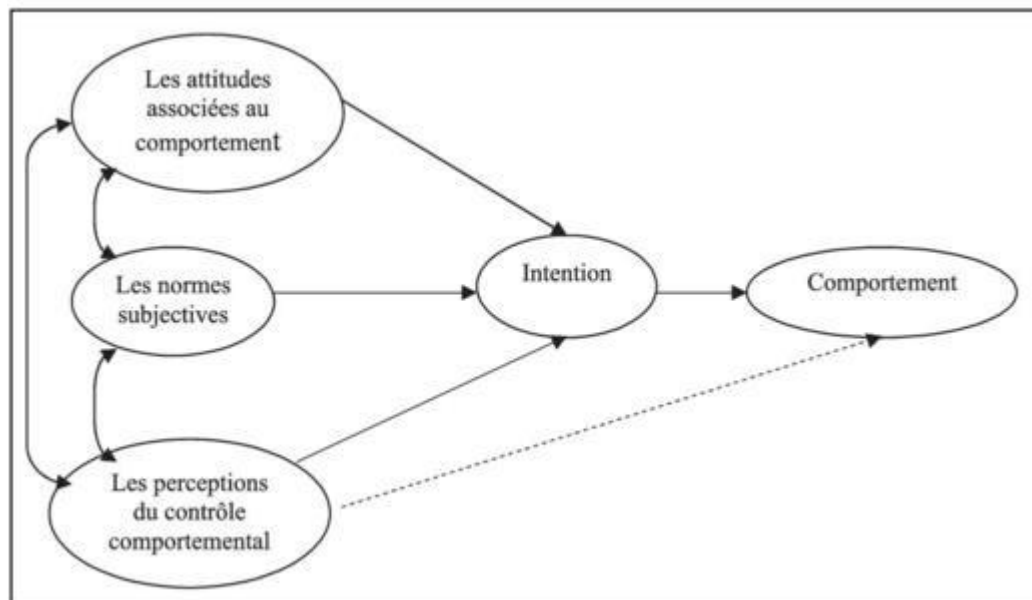 Les attitudes
associées au
comportement
Les normes
subjectives
Intention
Comportement
Les perceptions
du contrôle
comportemental